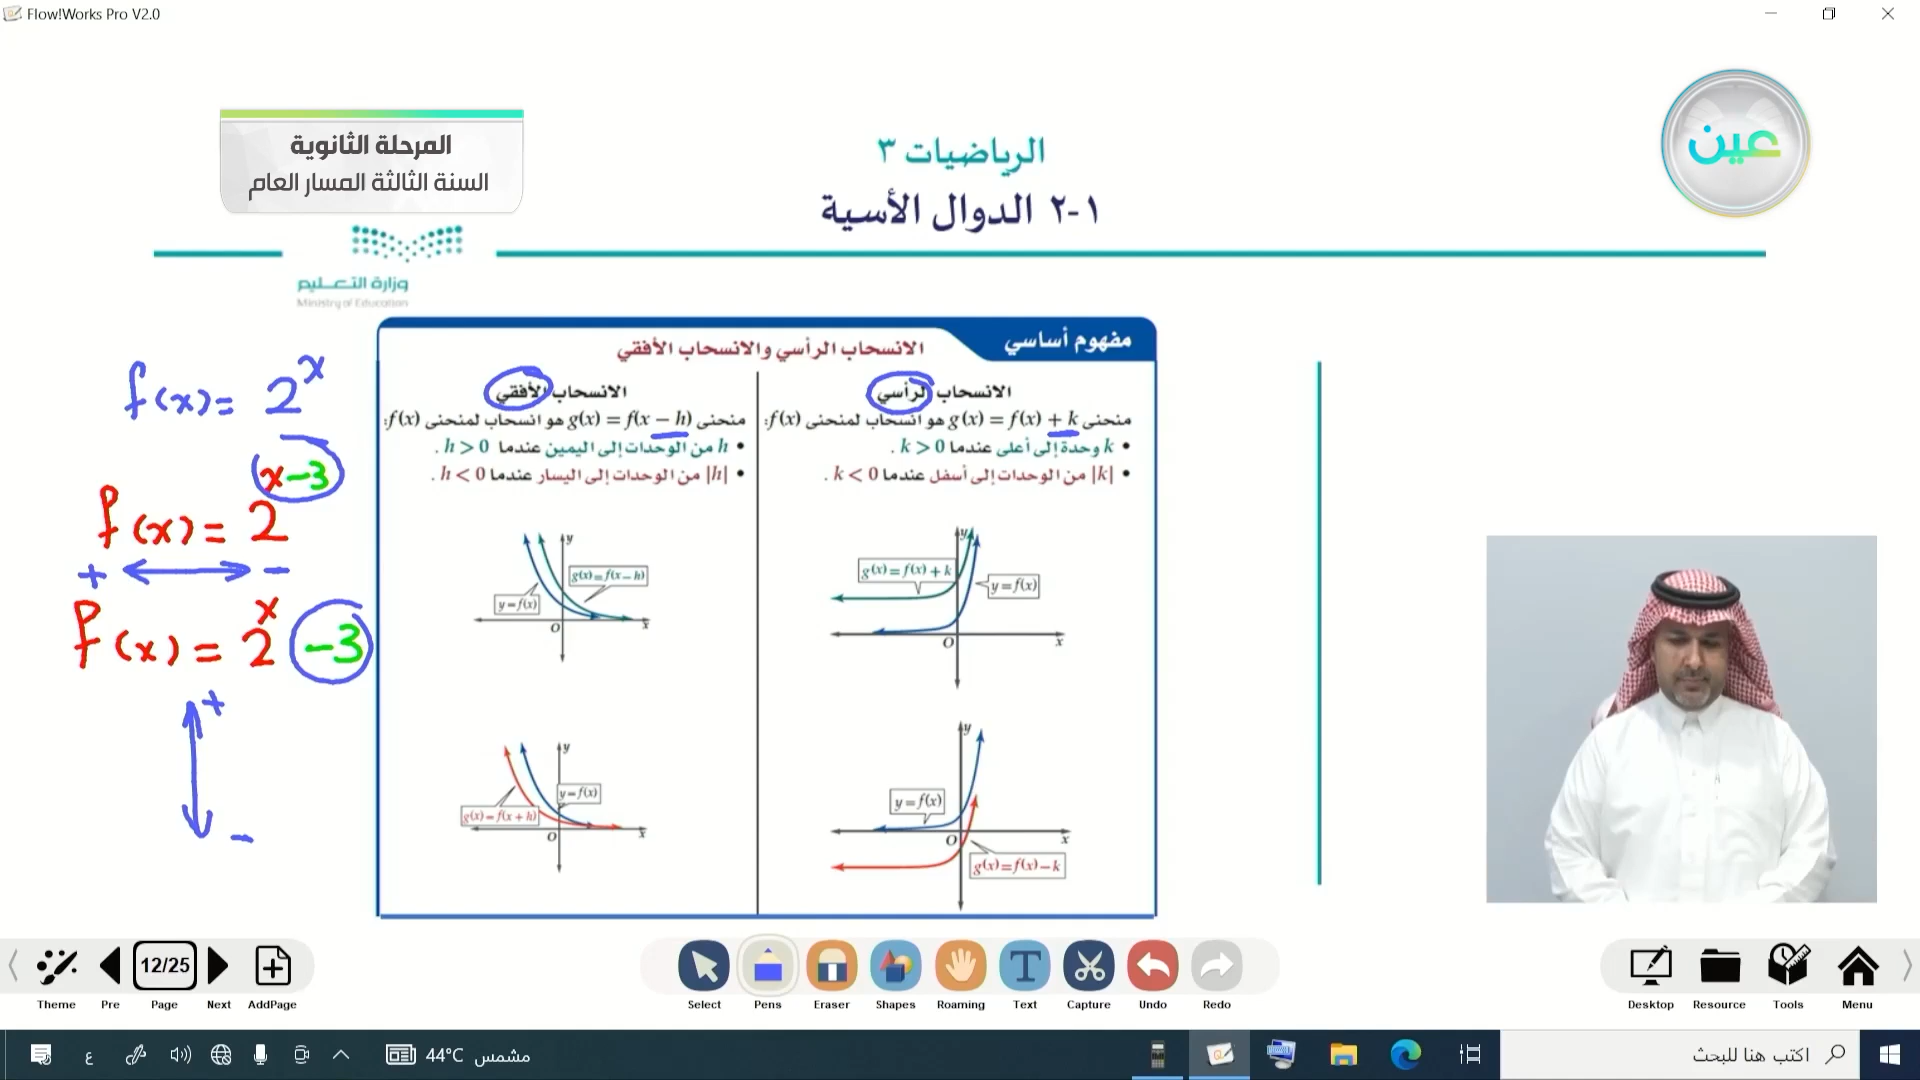 Flow!Works Pro V2.0
المرحلة الثانوية
السنة الثالثة المسار العام
الرياضيات ٣
٢-١ الدوال الأسية
عين
وزارة التعليم
Ministry of Education
مفهوم أساسي
الانسحاب الرأسي والانسحاب الأفقي
الانسحاب الرأسي
منحنى g(x) = f(x) + k هو انسحاب لمنحنى f(x):
• k وحدة إلى أعلى عندما k > 0 .
• |k| من الوحدات إلى أسفل عندما k < 0 .
y
g(x) = f(x) + k
y = f(x)
O
x
y
y = f(x)
O
x
g(x) = f(x) − k
الانسحاب الأفقي
منحنى g(x) = f(x − h) هو انسحاب لمنحنى f(x):
• h من الوحدات إلى اليمين عندما h > 0 .
• |h| من الوحدات إلى اليسار عندما h < 0 .
y
g(x) = f(x − h)
y = f(x)
O
x
y
y = f(x)
g(x) = f(x + h)
O
x
f(x) = 2^x
f(x) = 2^x-3
+ −
f(x) = 2^x -3
+
−
Theme
Pre
12/25
Page
Next
AddPage
Select
Pens
Eraser
Shapes
Roaming
T
Text
Capture
Undo
Redo
Desktop
Resource
Tools
Menu
ع
44°C مشمس
اكتب هنا للبحث